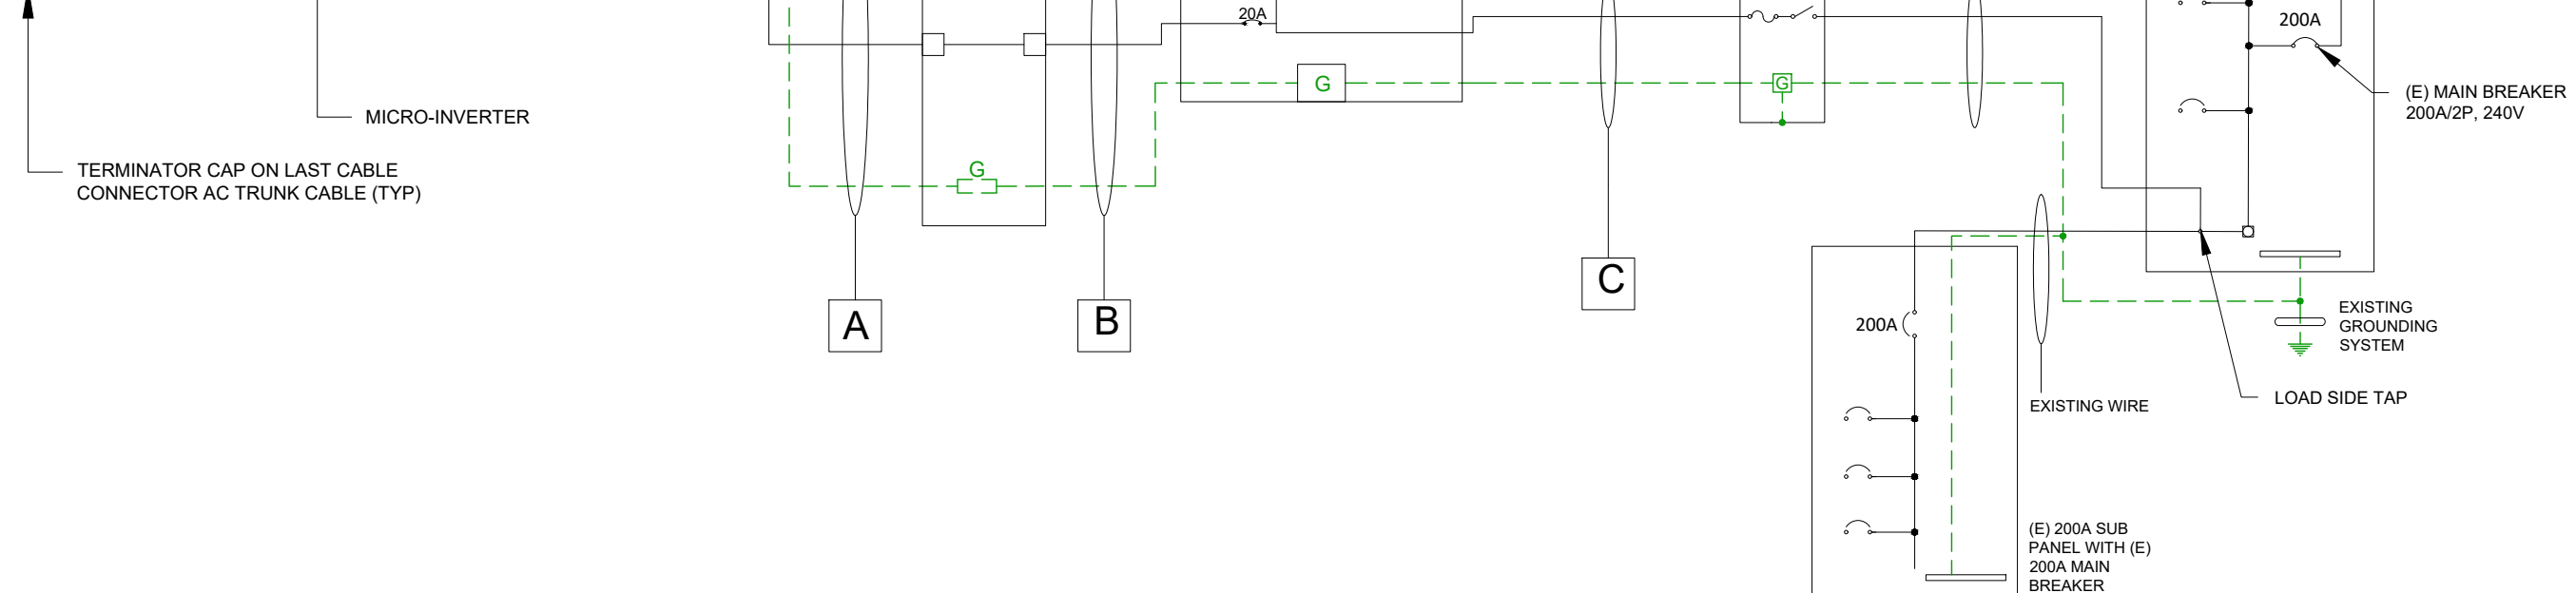 20A
200A
(E) MAIN BREAKER
200A/2P, 240V
G
G
MICRO-INVERTER
TERMINATOR CAP ON LAST CABLE
CONNECTOR AC TRUNK CABLE (TYP)
G
A
B
C
200A
EXISTING
GROUNDING
SYSTEM
LOAD SIDE TAP
EXISTING WIRE
(E) 200A SUB
PANEL WITH (E)
200A MAIN
BREAKER